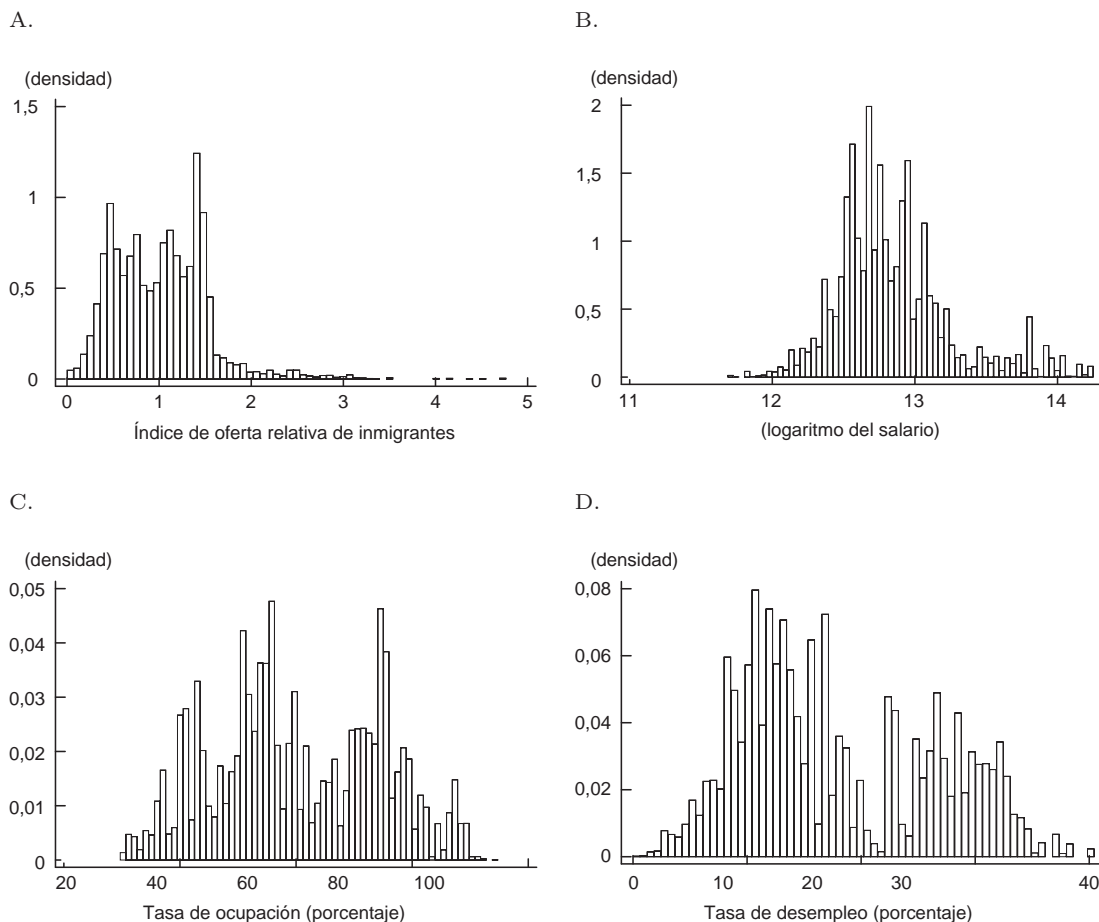 A.
(densidad)
1,5
1
0,5
0
0 1 2 3 4 5
Índice de oferta relativa de inmigrantes
B.
(densidad)
2
1,5
1
0,5
0
11 12 13 14
(logaritmo del salario)
C.
(densidad)
0,05
0,04
0,03
0,02
0,01
0
20 40 60 80 100
Tasa de ocupación (porcentaje)
D.
(densidad)
0,08
0,06
0,04
0,02
0
0 10 20 30 40
Tasa de desempleo (porcentaje)